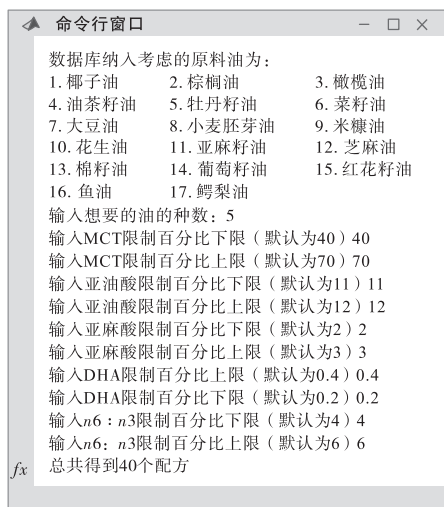 命令行窗口
数据库纳入考虑的原料油为：
1. 椰子油 2. 棕榈油 3. 橄榄油
4. 油茶籽油 5. 牡丹籽油 6. 菜籽油
7. 大豆油 8. 小麦胚芽油 9. 米糠油
10. 花生油 11. 亚麻籽油 12. 芝麻油
13. 棉籽油 14. 葡萄籽油 15. 红花籽油
16. 鱼油 17. 鳄梨油
输入想要的油的种数：5
输入MCT限制百分比下限（默认为40）40
输入MCT限制百分比上限（默认为70）70
输入亚油酸限制百分比下限（默认为11）11
输入亚油酸限制百分比上限（默认为12）12
输入亚麻酸限制百分比下限（默认为2）2
输入亚麻酸限制百分比上限（默认为3）3
输入DHA限制百分比上限（默认为0.4）0.4
输入DHA限制百分比下限（默认为0.2）0.2
输入n6：n3限制百分比下限（默认为4）4
输入n6：n3限制百分比上限（默认为6）6
fx 总共得到40个配方